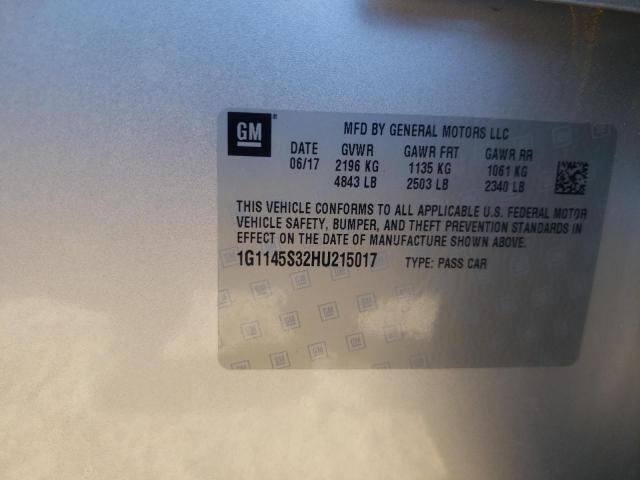 GM
MFD BY GENERAL MOTORS LLC
DATE GVWR GAWR FRT GAWR RR
06/17 2196 KG 1135 KG 1061 KG
4843 LB 2503 LB 2340 LB
THIS VEHICLE CONFORMS TO ALL APPLICABLE U.S. FEDERAL MOTOR
VEHICLE SAFETY, BUMPER, AND THEFT PREVENTION STANDARDS IN
EFFECT ON THE DATE OF MANUFACTURE SHOWN ABOVE.
1G1145S32HU215017 TYPE: PASS CAR